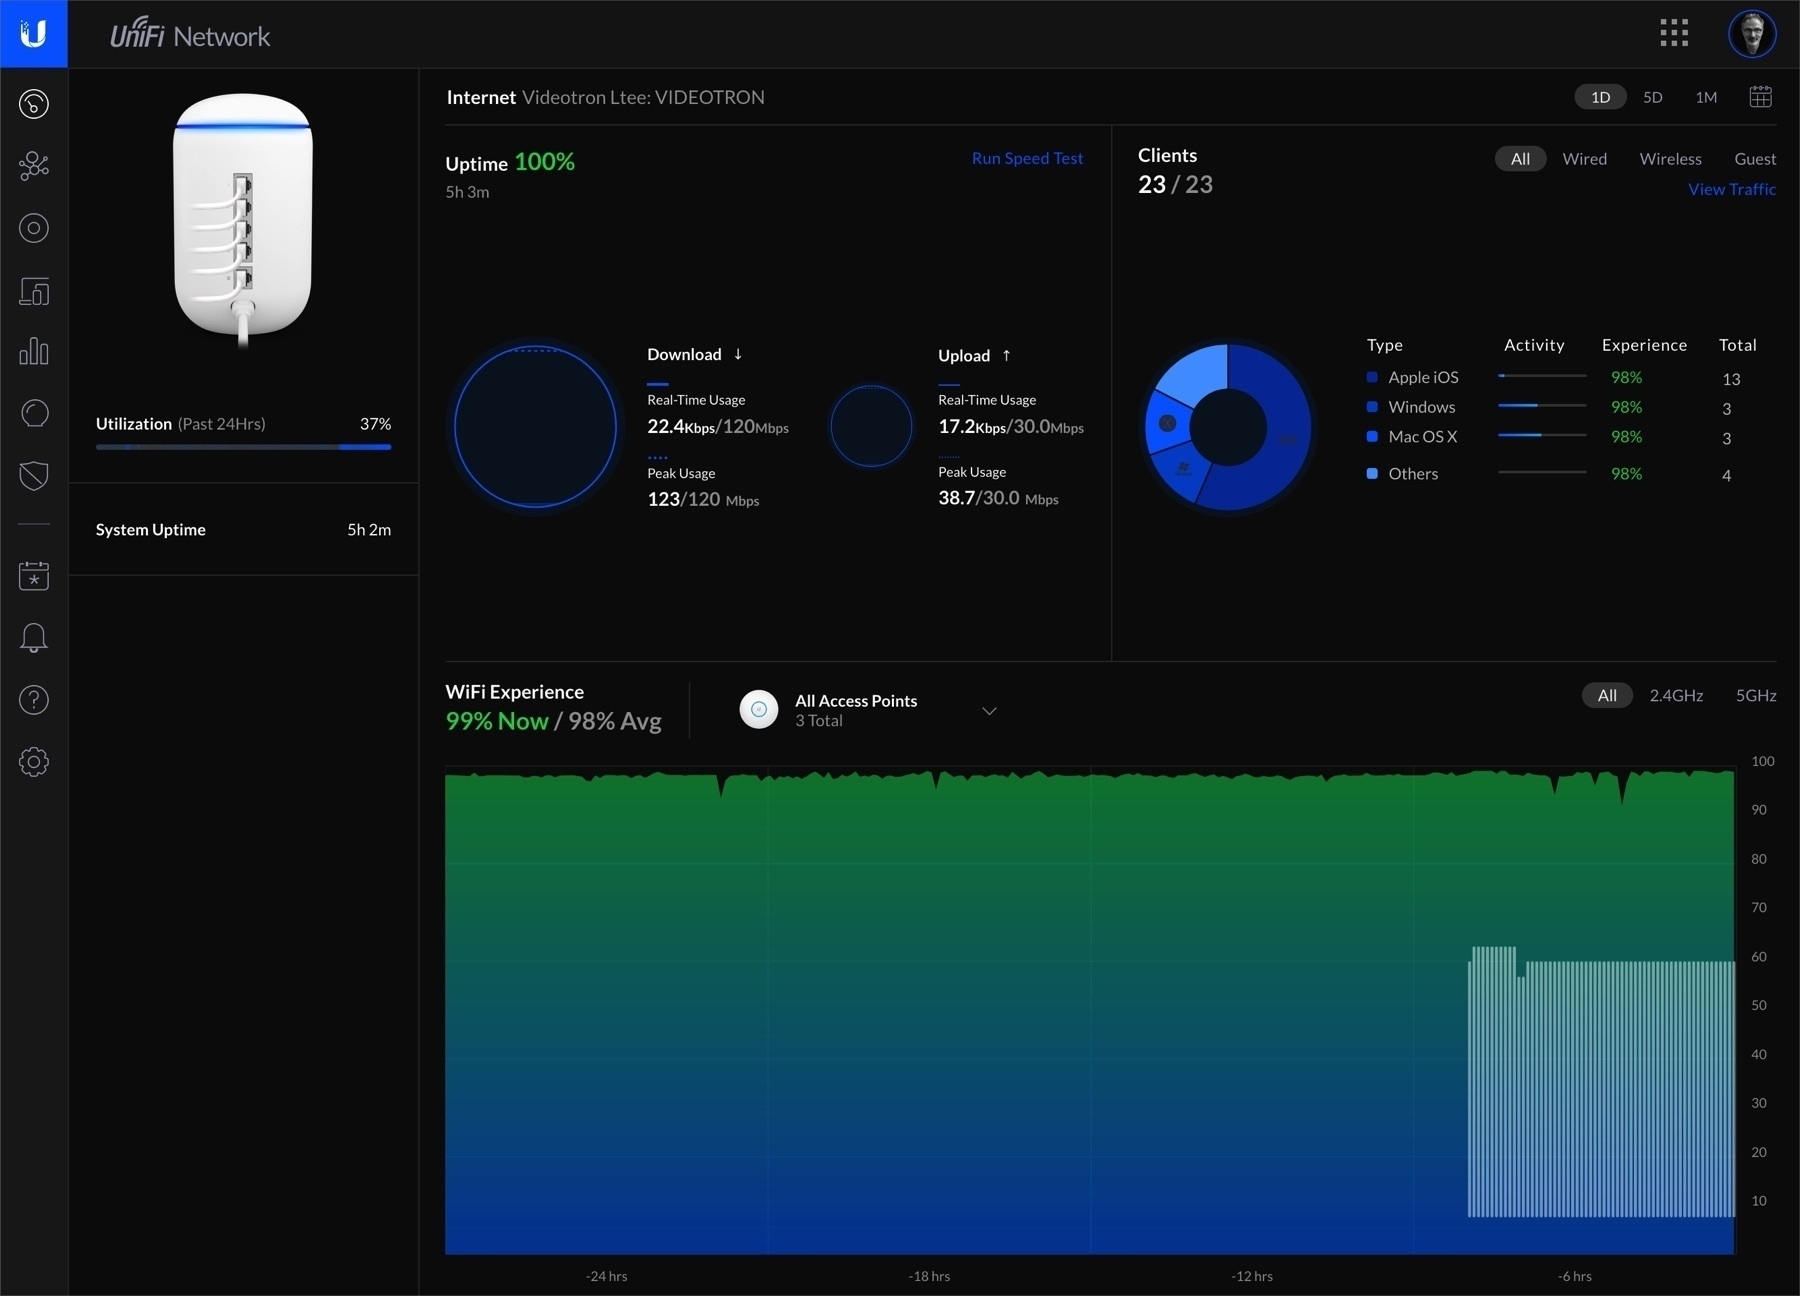 UniFi Network
Internet Videotron Ltee: VIDEOTRON
1D 5D 1M
Uptime 100%
5h 3m
Run Speed Test
Clients
23 / 23
All Wired Wireless Guest
View Traffic
Utilization (Past 24Hrs) 37%
System Uptime 5h 2m
Download ↓
Real-Time Usage
22.4Kbps/120Mbps
Peak Usage
123/120 Mbps
Upload ↑
Real-Time Usage
17.2Kbps/30.0Mbps
Peak Usage
38.7/30.0 Mbps
Type Activity Experience Total
Apple iOS 98% 13
Windows 98% 3
Mac OS X 98% 3
Others 98% 4
WiFi Experience
99% Now / 98% Avg
All Access Points
3 Total
All 2.4GHz 5GHz
100
90
80
70
60
50
40
30
20
10
-24 hrs -18 hrs -12 hrs -6 hrs